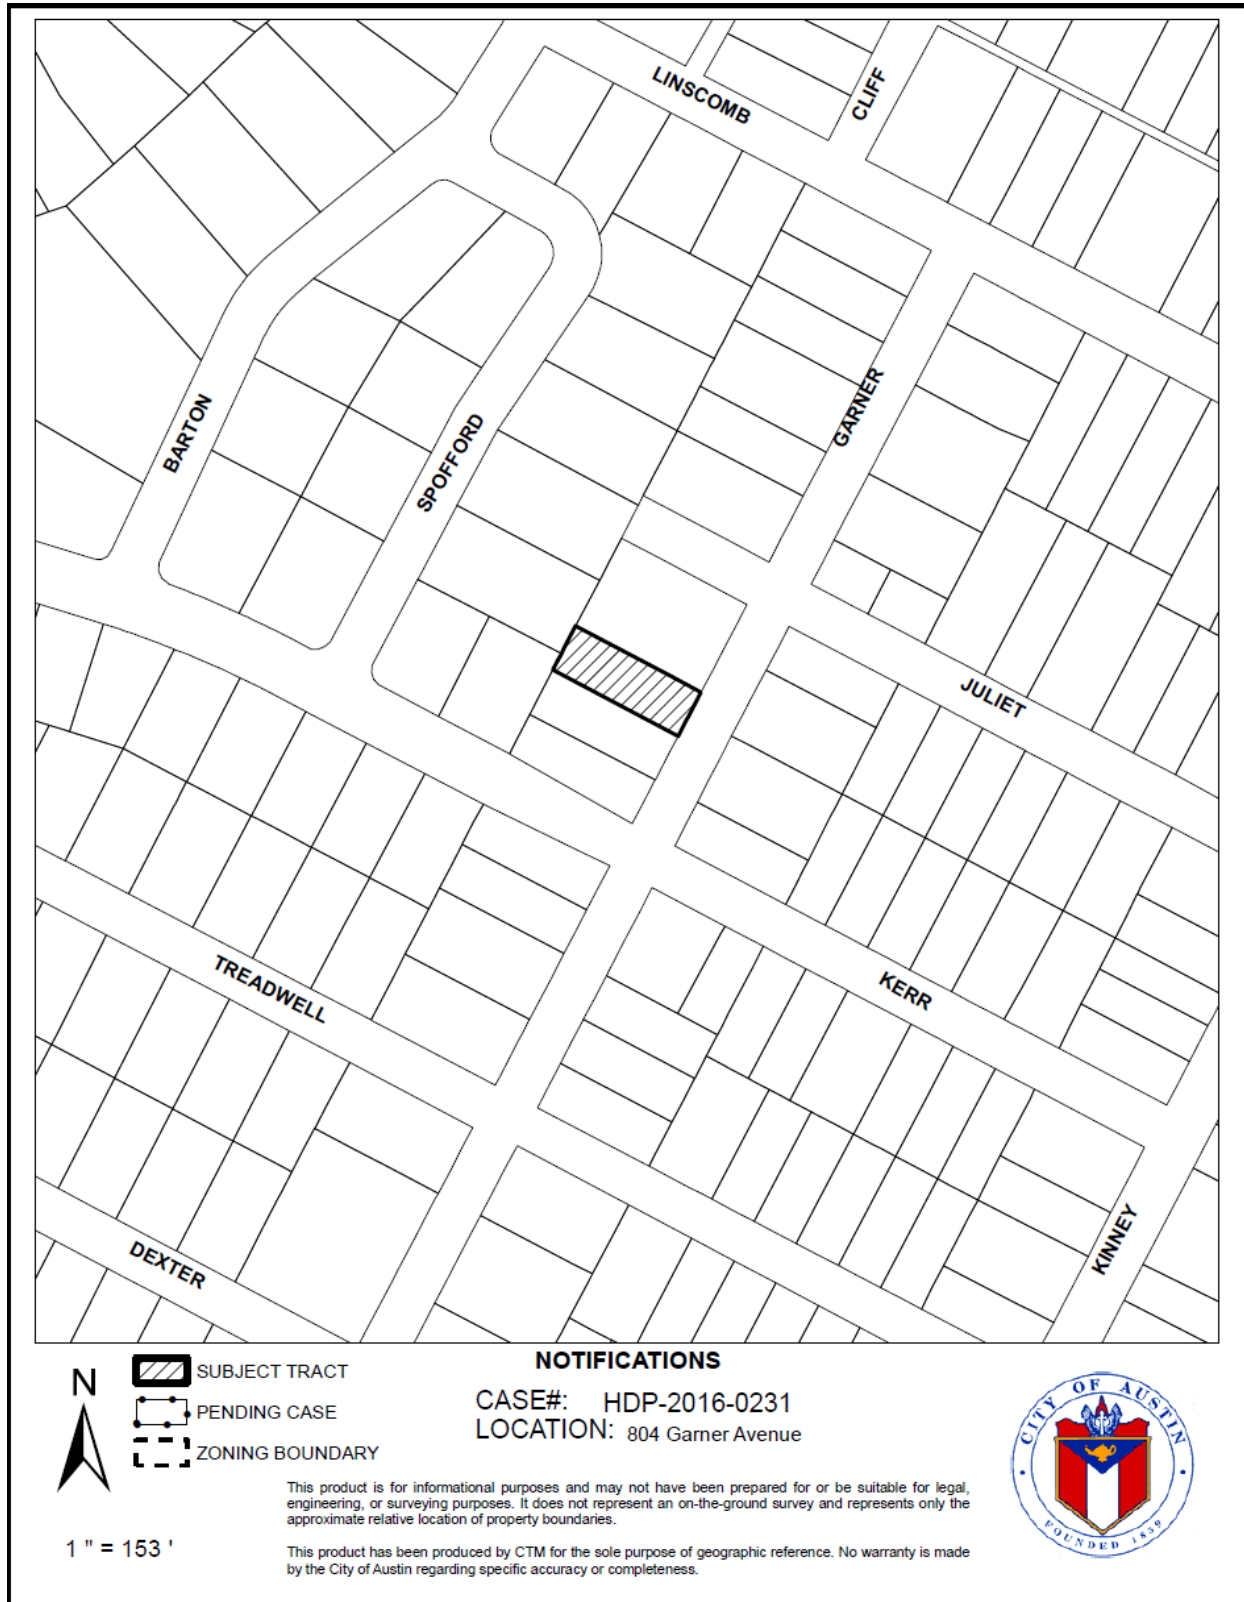 LINSCOMB
CLIFF
GARNER
BARTON
SPOFFORD
JULIET
TREADWELL
KERR
KINNEY
DEXTER
N
SUBJECT TRACT
PENDING CASE
ZONING BOUNDARY
1 " = 153 '
NOTIFICATIONS
CASE#: HDP-2016-0231
LOCATION: 804 Garner Avenue
This product is for informational purposes and may not have been prepared for or be suitable for legal,
engineering, or surveying purposes. It does not represent an on-the-ground survey and represents only the
approximate relative location of property boundaries.
This product has been produced by CTM for the sole purpose of geographic reference. No warranty is made
by the City of Austin regarding specific accuracy or completeness.
CITY OF AUSTIN
FOUNDED 1839